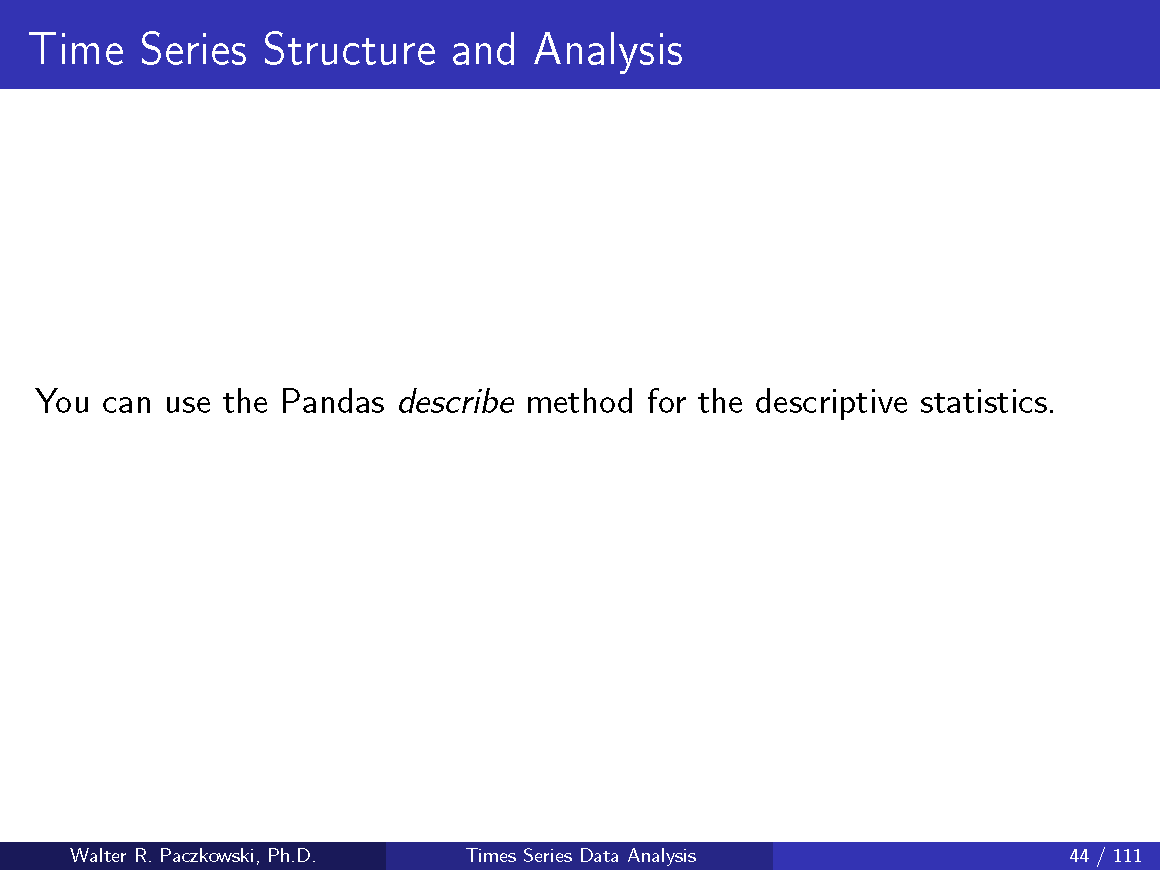 Time Series Structure and Analysis
You can use the Pandas describe method for the descriptive statistics.
Walter R. Paczkowski, Ph.D.
Times Series Data Analysis
44 / 111